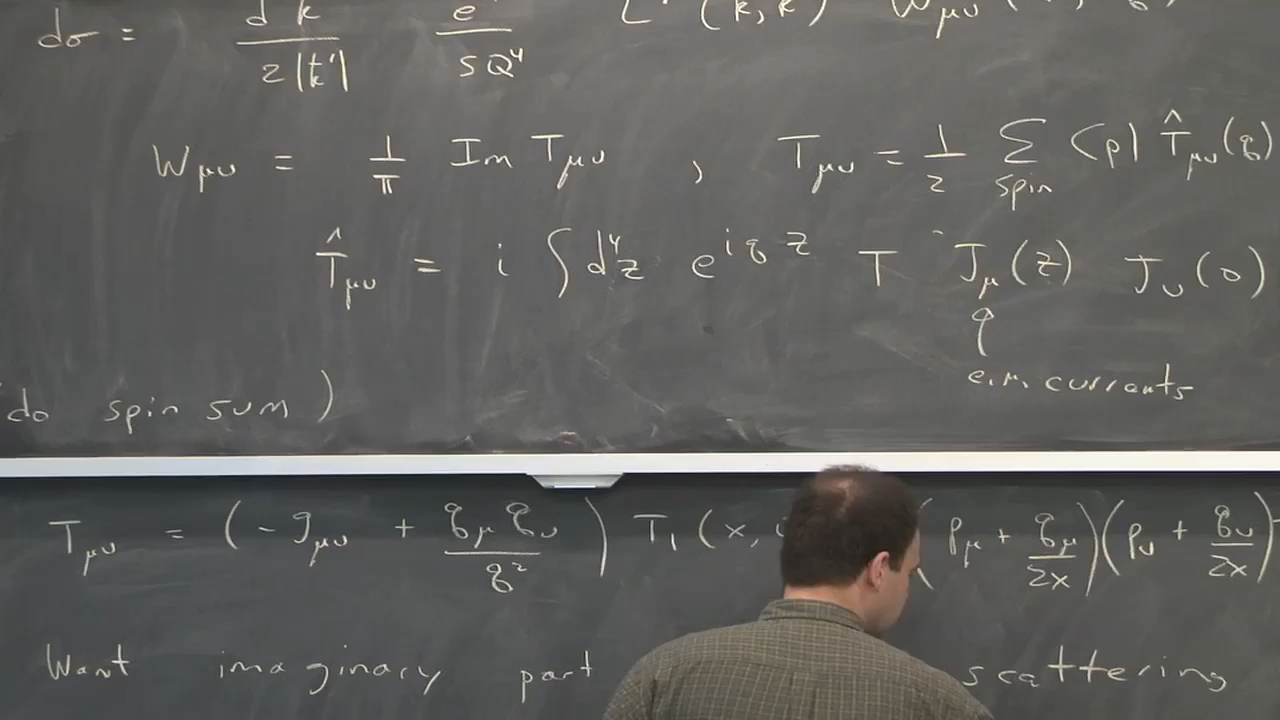 dσ = d k / 2|k'| e / s Q⁴ L (k, k) W_μν
W_μν = 1/π Im T_μν , T_μν = 1/2 Σ_spin ⟨p| T̂_μν(q)
T̂_μν = i ∫ d⁴z e^{iqz} T J_μ(z) J_ν(0)
e.m. currents
do spin sum)
T_μν = (-g_μν + q_μ q_ν / q²) T₁(x, (p_μ + q_μ/2x)(p_ν + q_ν/2x)
Want imaginary part scattering